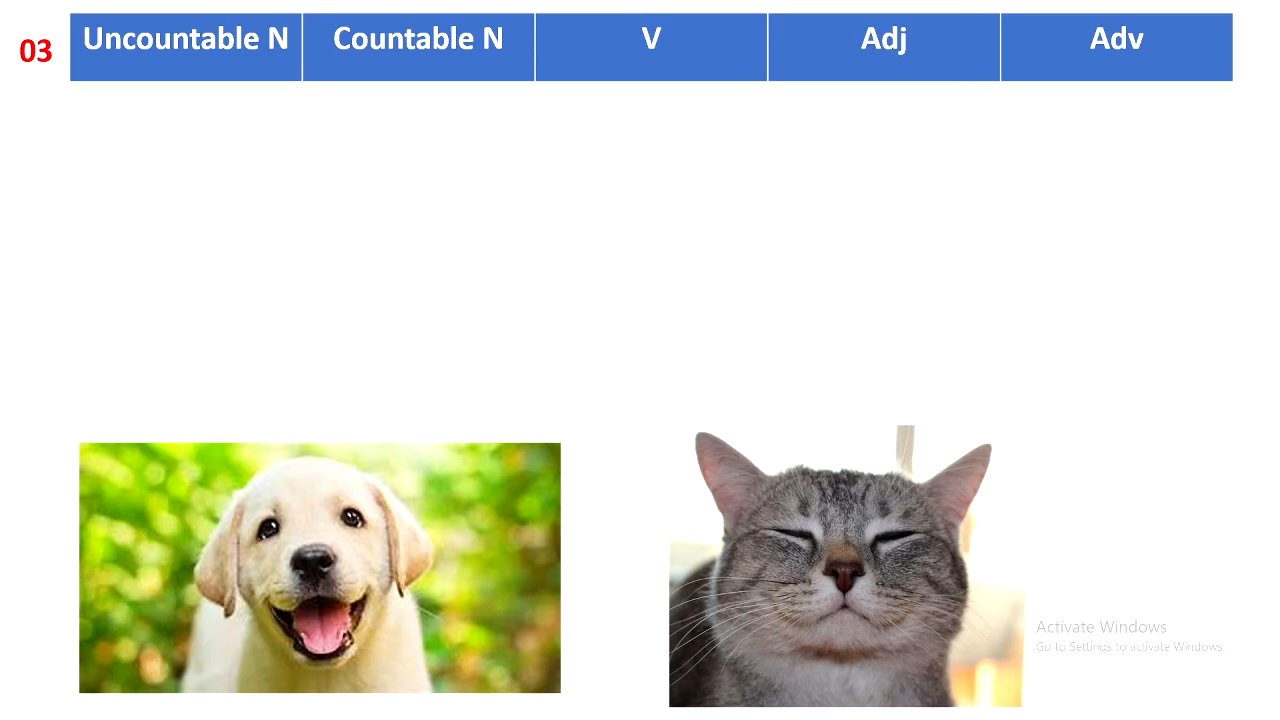 03
Uncountable N Countable N V Adj Adv
Activate Windows
Go to Settings to activate Windows.